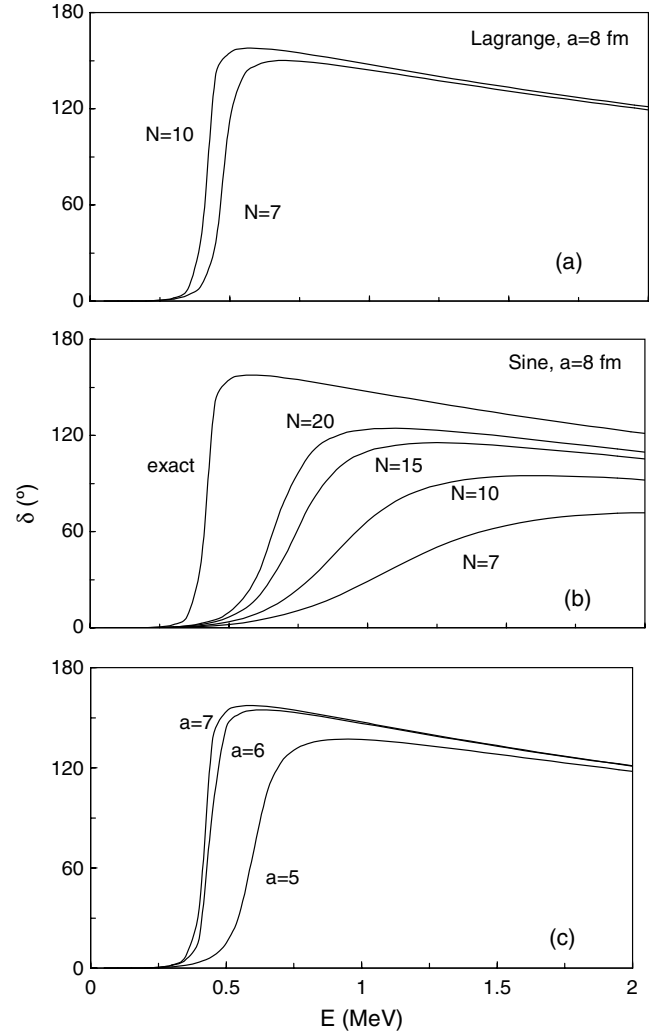 180
Lagrange, a=8 fm
120
N=10
60
N=7
(a)
0
180
Sine, a=8 fm
120
N=20
N=15
exact
N=10
60
N=7
(b)
0
δ (º)
180
a=7
120
a=6
60
a=5
(c)
0
0 0.5 1 1.5 2
E (MeV)